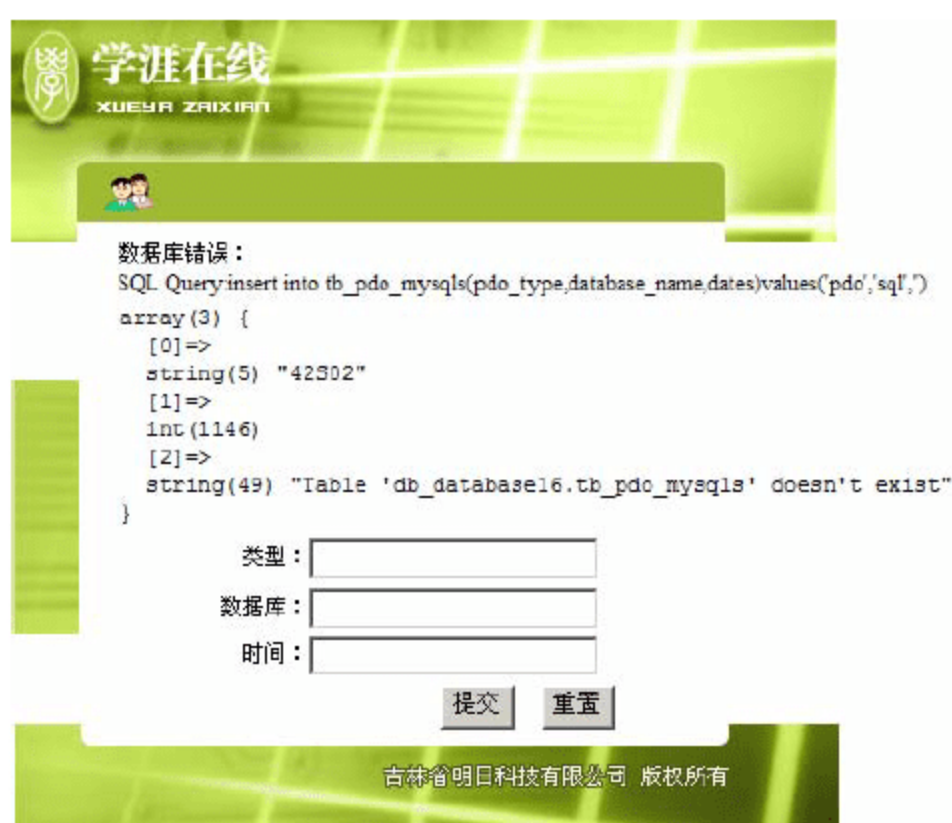 学涯在线
XUEYA ZAIXIAN
数据库错误：
SQL Query:insert into tb_pdo_mysqls(pdo_type,database_name,dates)values('pdo','sql','')
array(3) {
[0]=>
string(5) "42S02"
[1]=>
int(1146)
[2]=>
string(49) "Table 'db_database16.tb_pdo_mysqls' doesn't exist"
}
类型：
数据库：
时间：
提交 重置
吉林省明日科技有限公司 版权所有